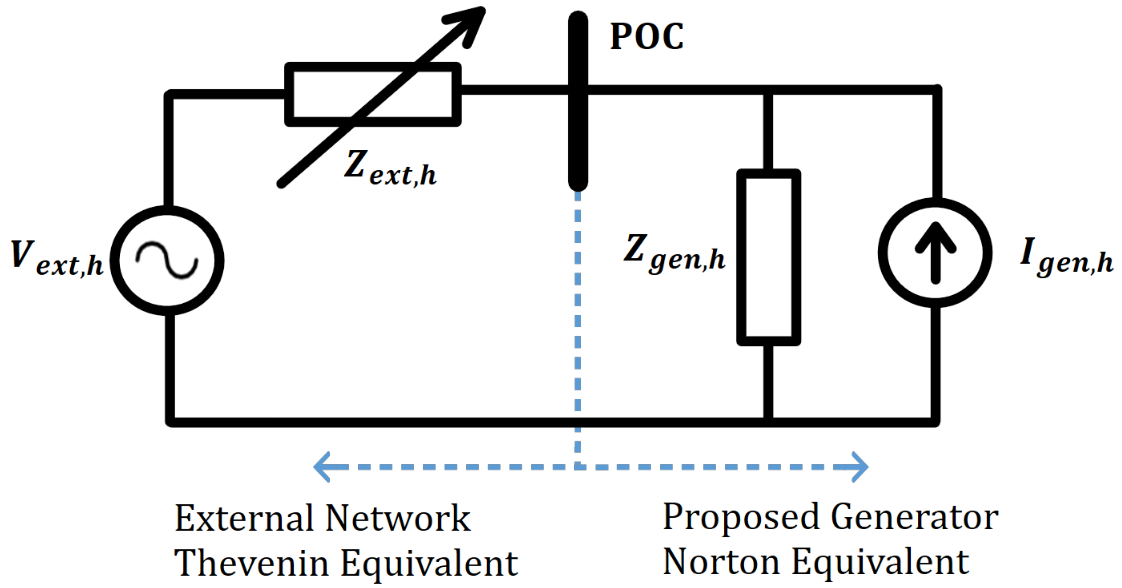 POC
Z_ext,h
V_ext,h
Z_gen,h
I_gen,h
External Network
Thevenin Equivalent
Proposed Generator
Norton Equivalent